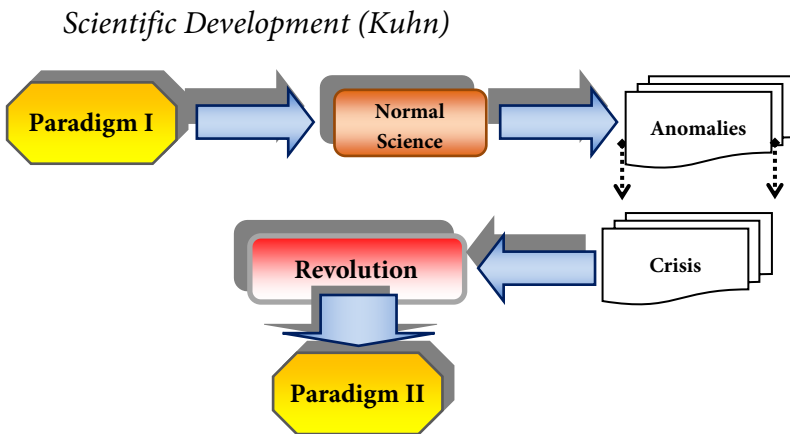 Scientific Development (Kuhn)
Paradigm I
Normal
Science
Anomalies
Revolution
Crisis
Paradigm II